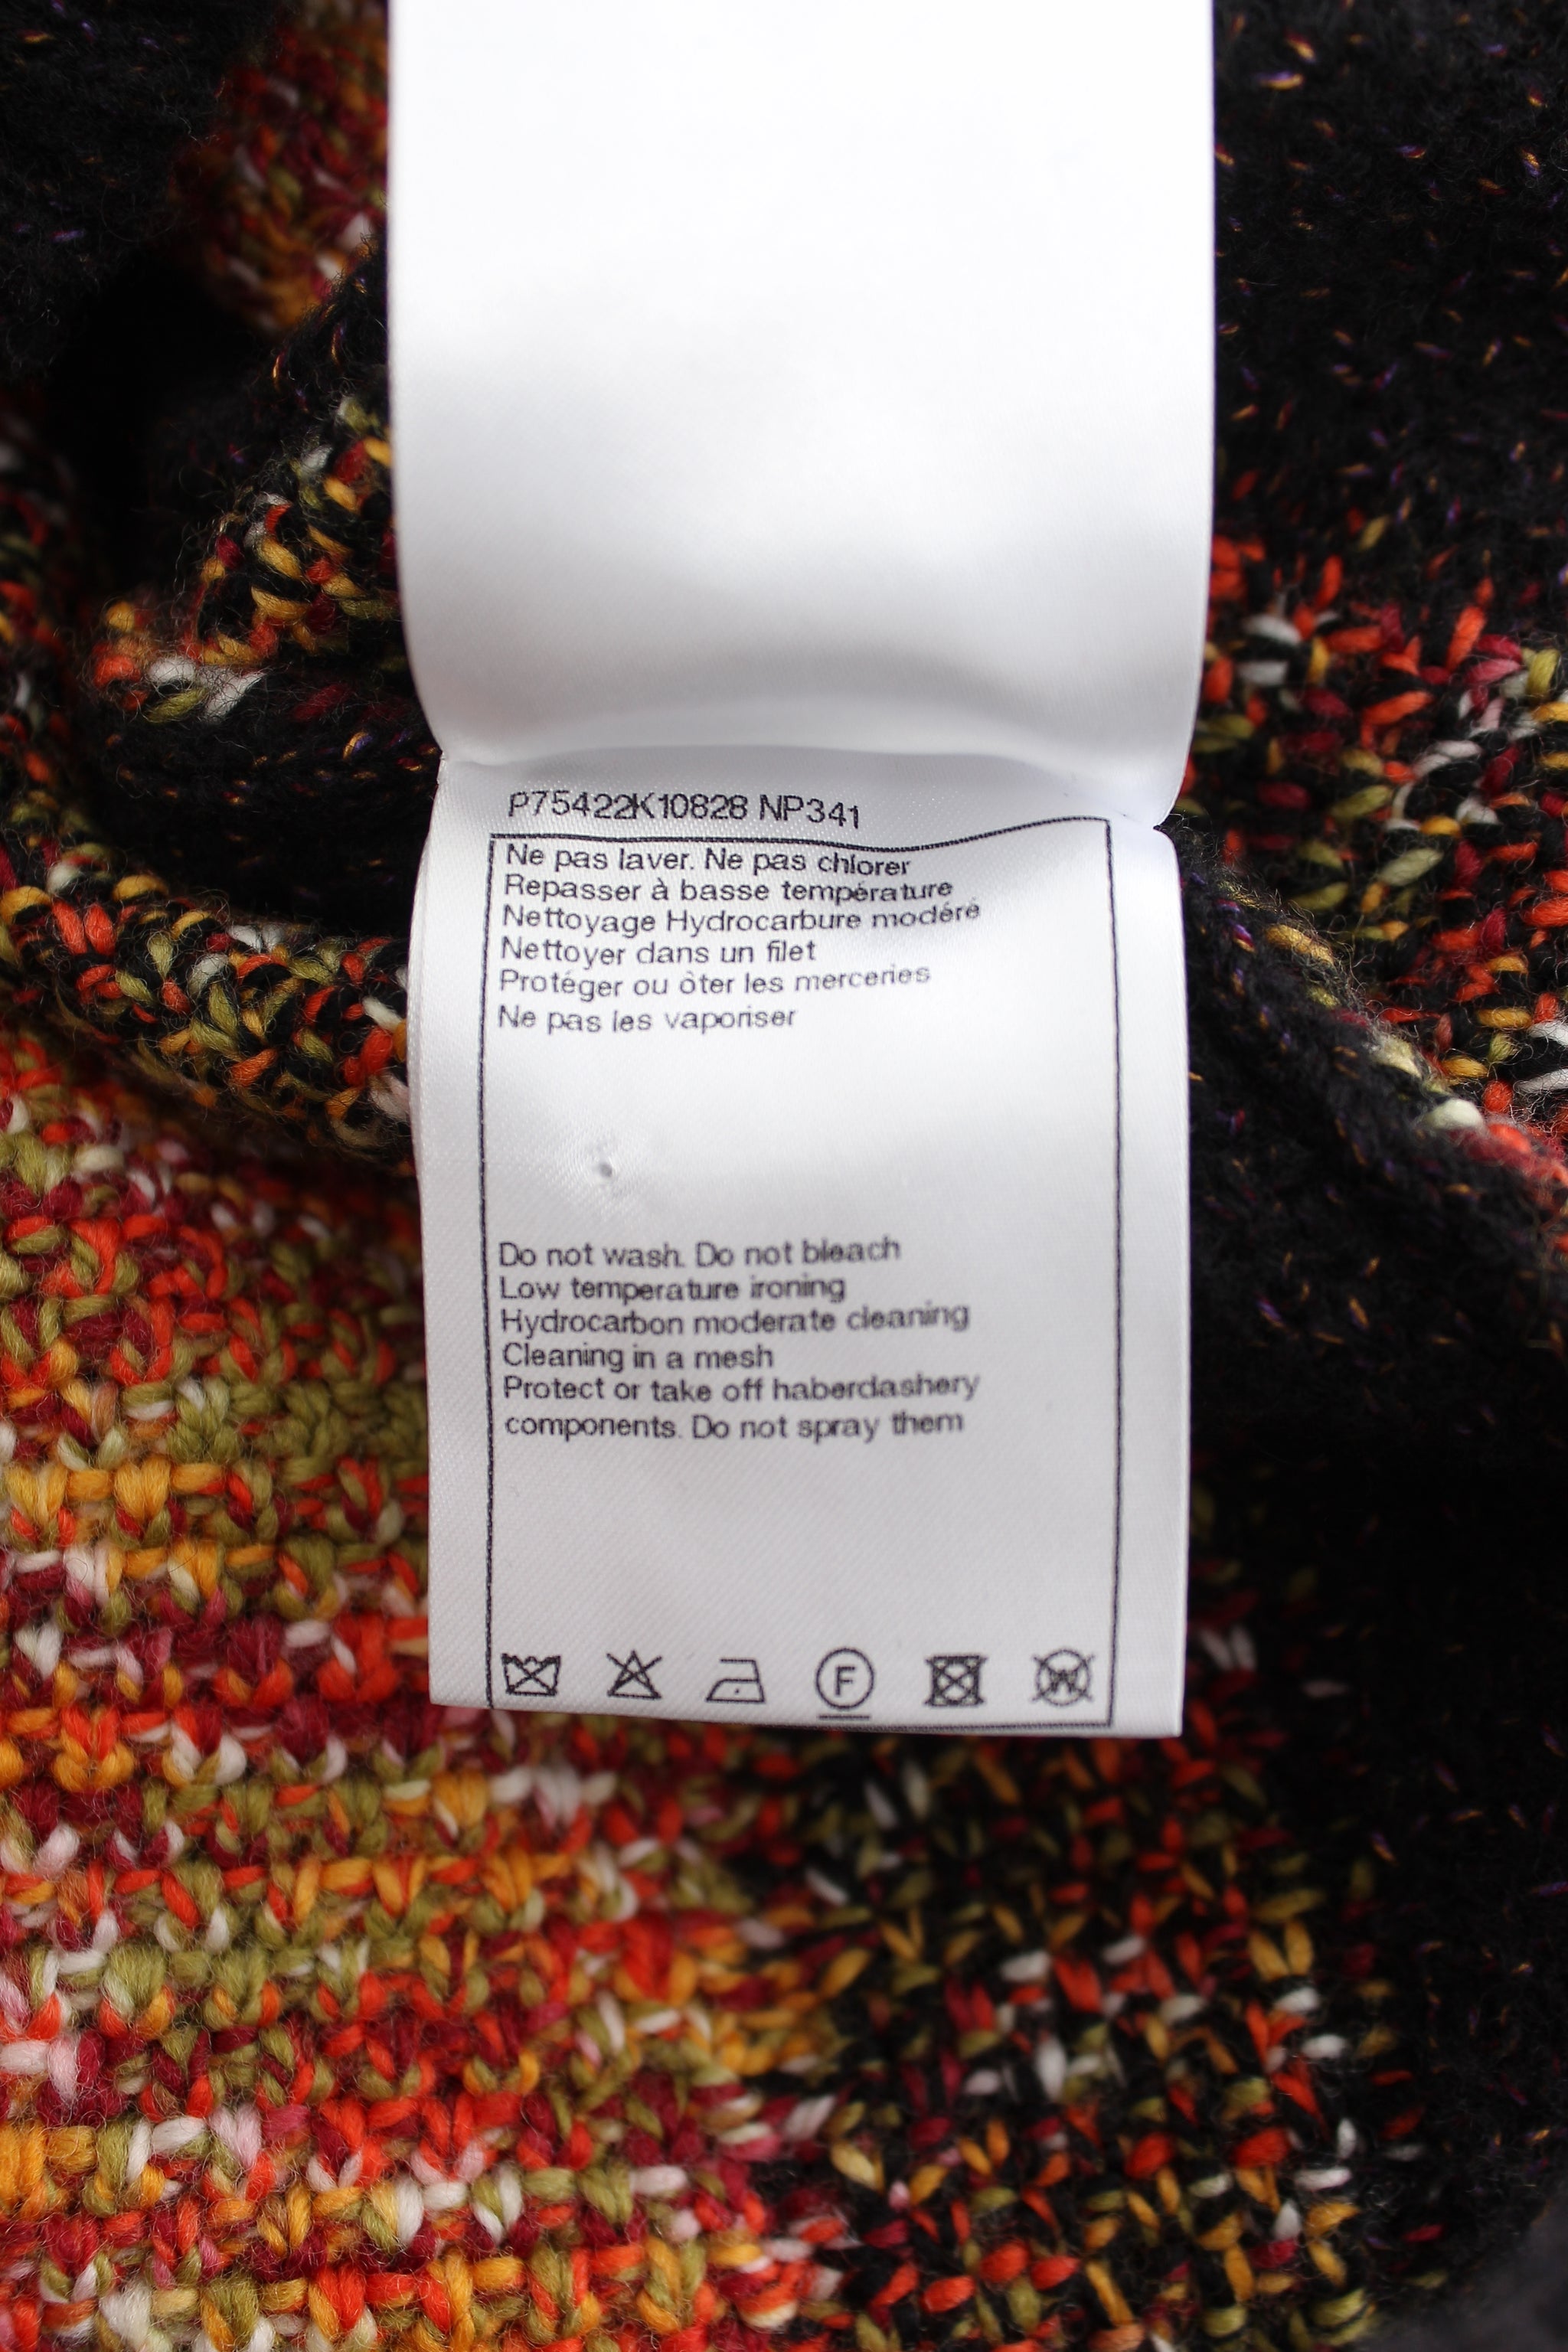 P75422K10828 NP341
Ne pas laver. Ne pas chlorer
Repasser à basse température
Nettoyage Hydrocarbure modéré
Nettoyer dans un filet
Protéger ou ôter les merceries
Ne pas les vaporiser
Do not wash. Do not bleach
Low temperature ironing
Hydrocarbon moderate cleaning
Cleaning in a mesh
Protect or take off haberdashery
components. Do not spray them
F W